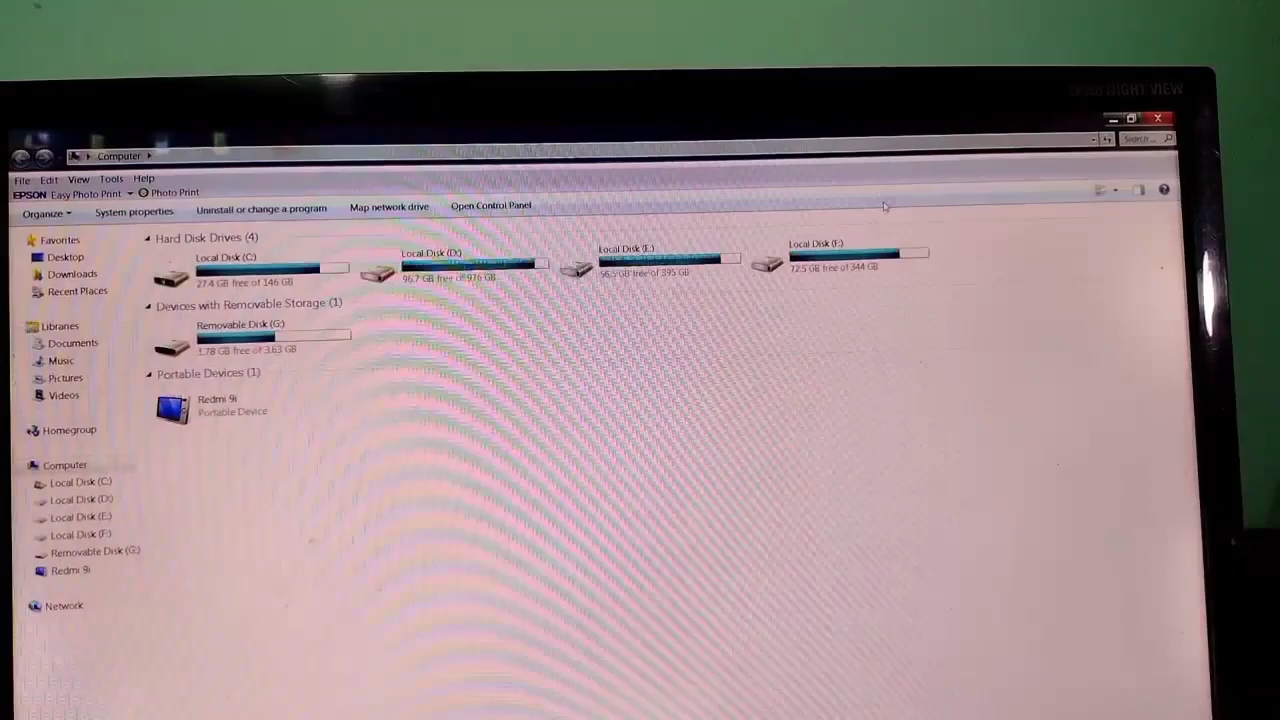 NIGHT VIEW
Computer
Search...
File Edit View Tools Help
EPSON Easy Photo Print Photo Print
Organize System properties Uninstall or change a program Map network drive Open Control Panel
Favorites
Desktop
Downloads
Recent Places
Libraries
Documents
Music
Pictures
Videos
Homegroup
Computer
Local Disk (C:)
Local Disk (D:)
Local Disk (E:)
Local Disk (F:)
Removable Disk (G:)
Redmi 9i
Network
Hard Disk Drives (4)
Local Disk (C:)
27.4 GB free of 146 GB
Local Disk (D:)
96.7 GB free of 976 GB
Local Disk (E:)
GB free of 395 GB
Local Disk (F:)
72.5 GB free of 344 GB
Devices with Removable Storage (1)
Removable Disk (G:)
GB free of 3.63 GB
Portable Devices (1)
Redmi 9i
Portable Device